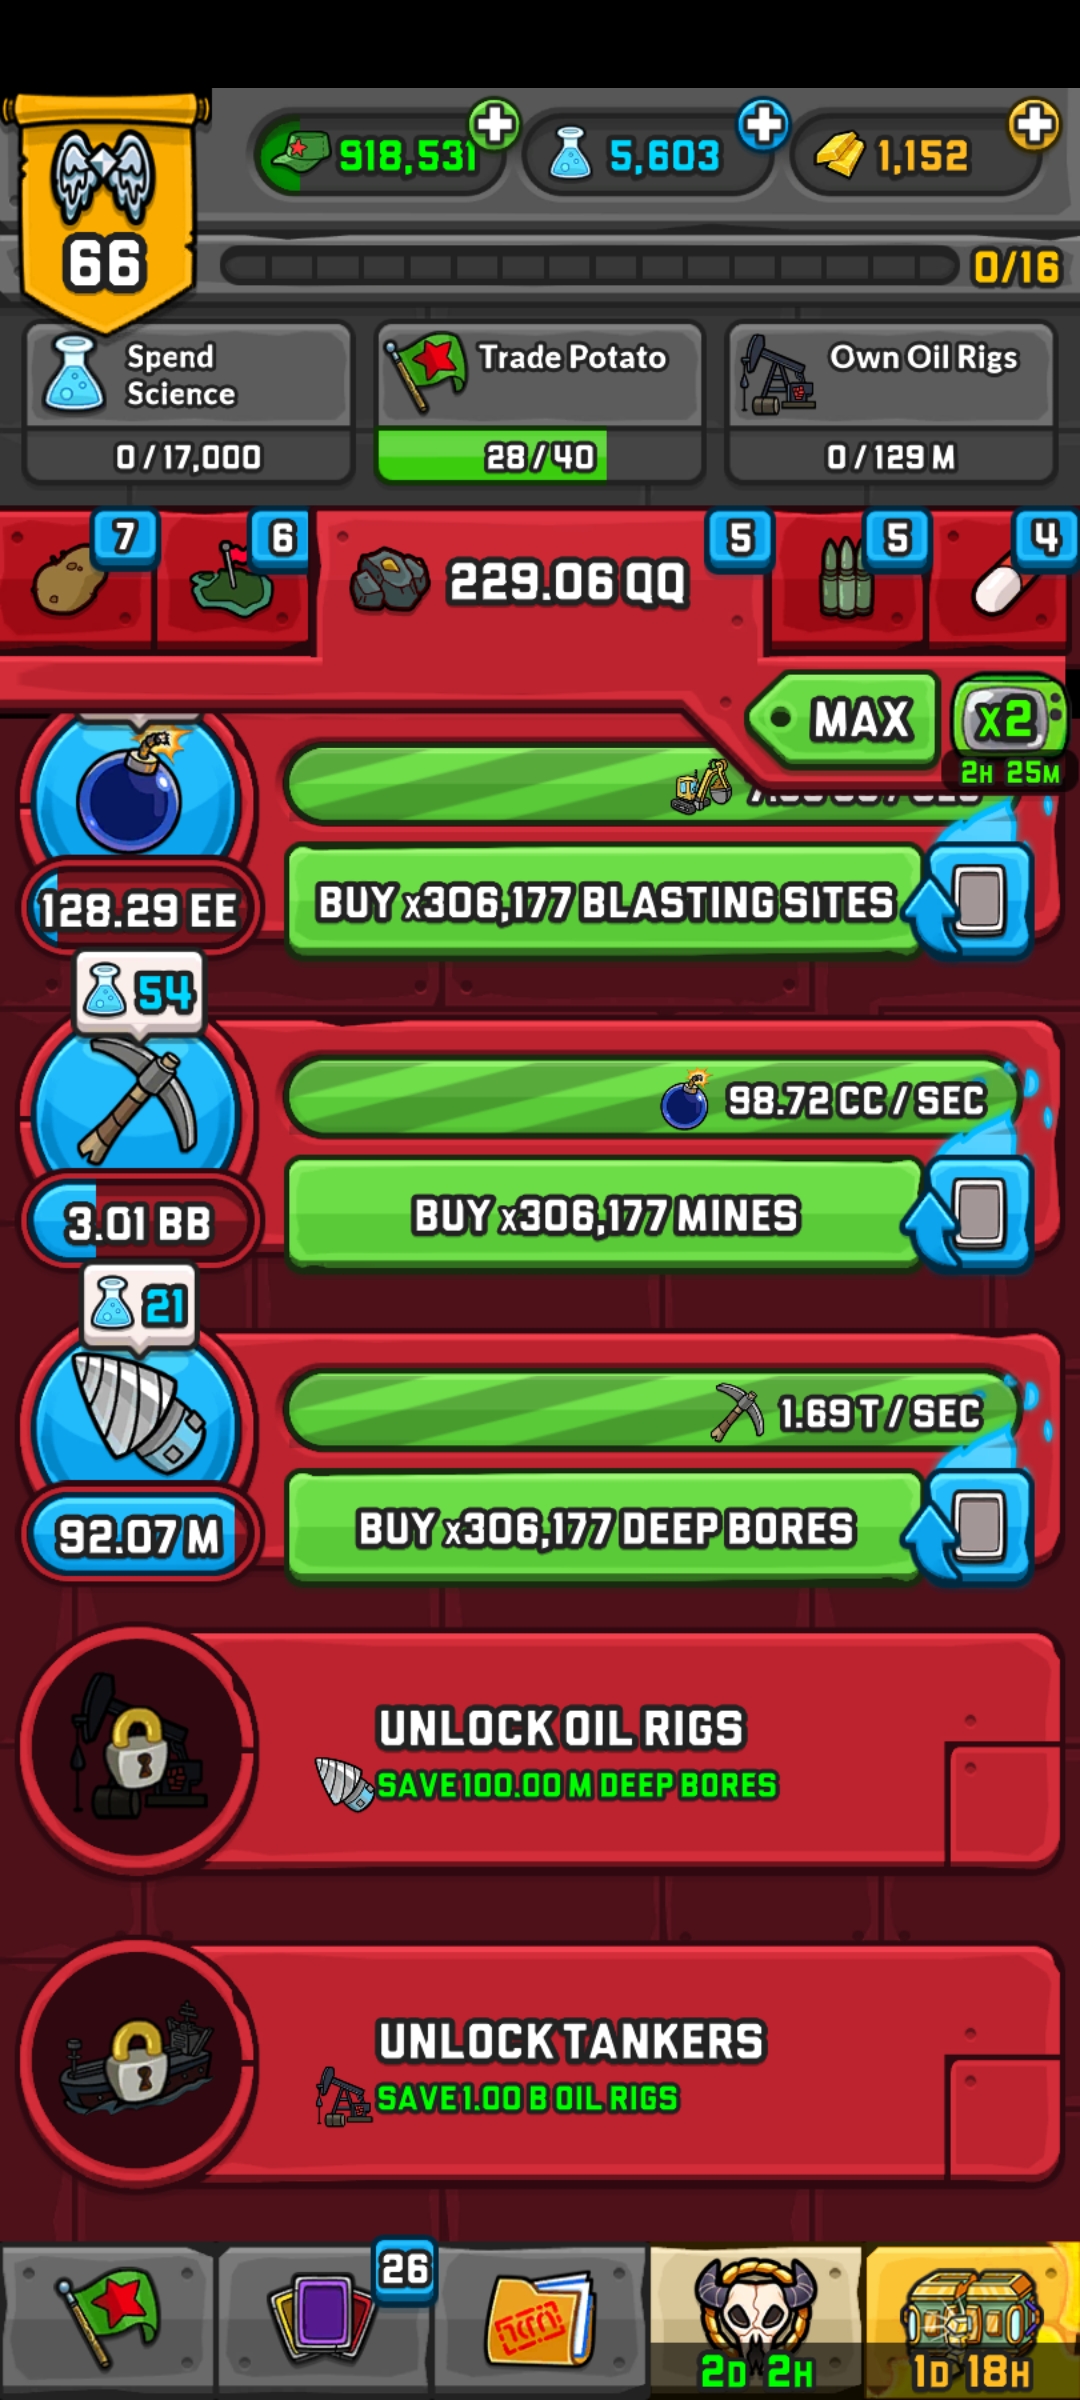 918,531
5,603
1,152
66
0/16
Spend
Science
0/17,000
Trade Potato
28/40
Own Oil Rigs
0/129 M
7
6
229.06 QQ
5
5
4
MAX
X2
2H 25M
128.29 EE
BUY x306,177 BLASTING SITES
54
98.72 CC / SEC
3.01 BB
BUY x306,177 MINES
21
1.69 T / SEC
92.07 M
BUY x306,177 DEEP BORES
UNLOCK OIL RIGS
SAVE 100.00 M DEEP BORES
UNLOCK TANKERS
SAVE 1.00 B OIL RIGS
26
2D 2H
1D 18H